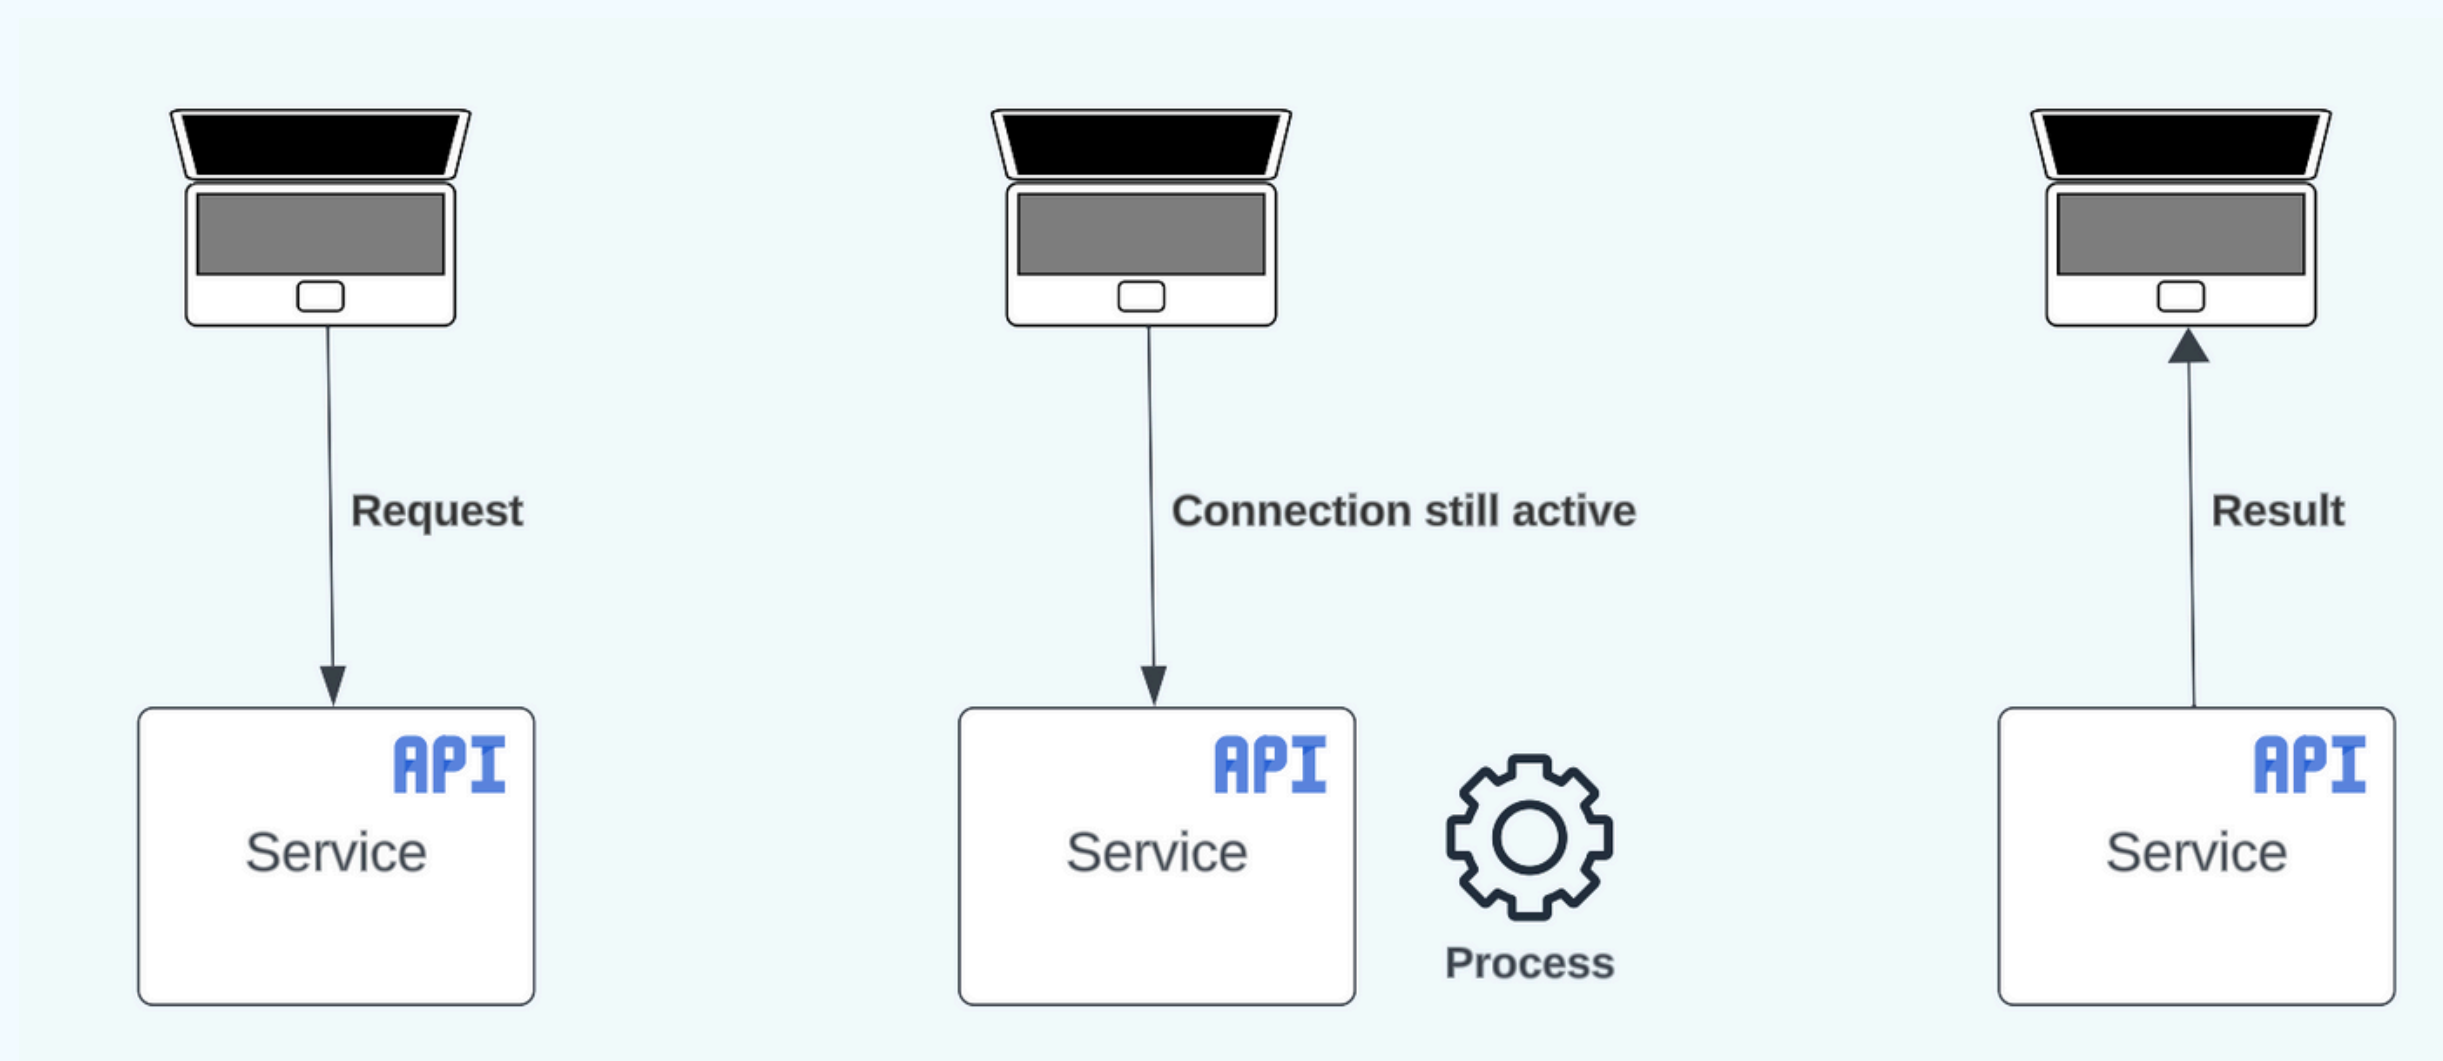 Request
Connection still active
Result
API
Service
API
Service
Process
API
Service